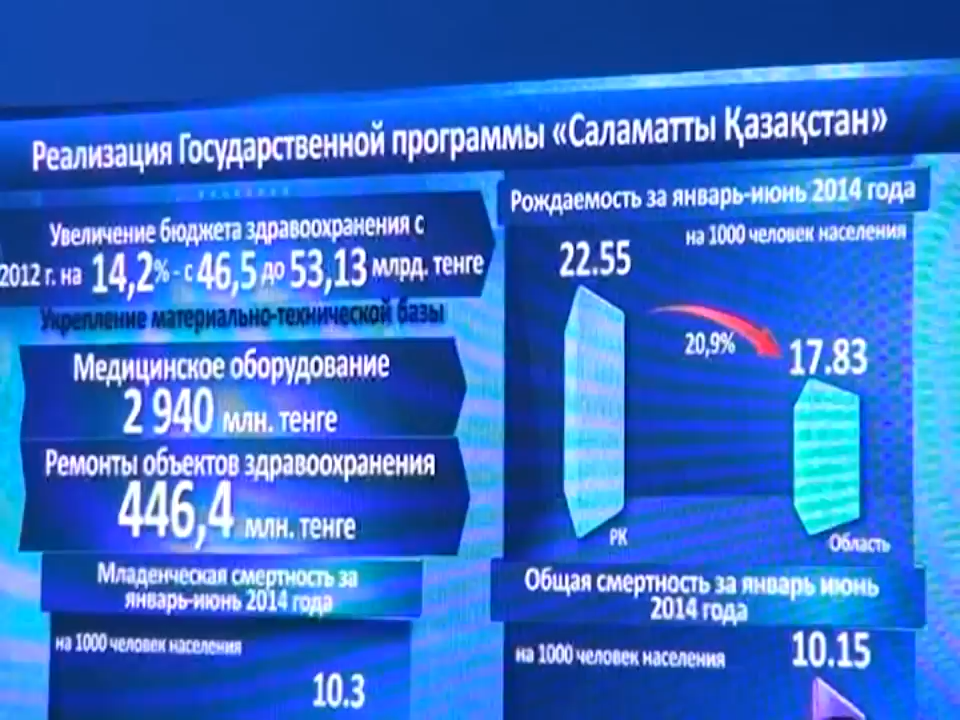 Реализация Государственной программы «Саламатты Қазақстан»
Увеличение бюджета здравоохранения с
2012 г. на 14,2% - с 46,5 до 53,13 млрд. тенге
Укрепление материально-технической базы
Медицинское оборудование
2 940 млн. тенге
Ремонты объектов здравоохранения
446,4 млн. тенге
Младенческая смертность за
январь-июнь 2014 года
на 1000 человек населения
10.3
Рождаемость за январь-июнь 2014 года
на 1000 человек населения
22.55
20,9%
17.83
РК
Область
Общая смертность за январь июнь
2014 года
на 1000 человек населения
10.15